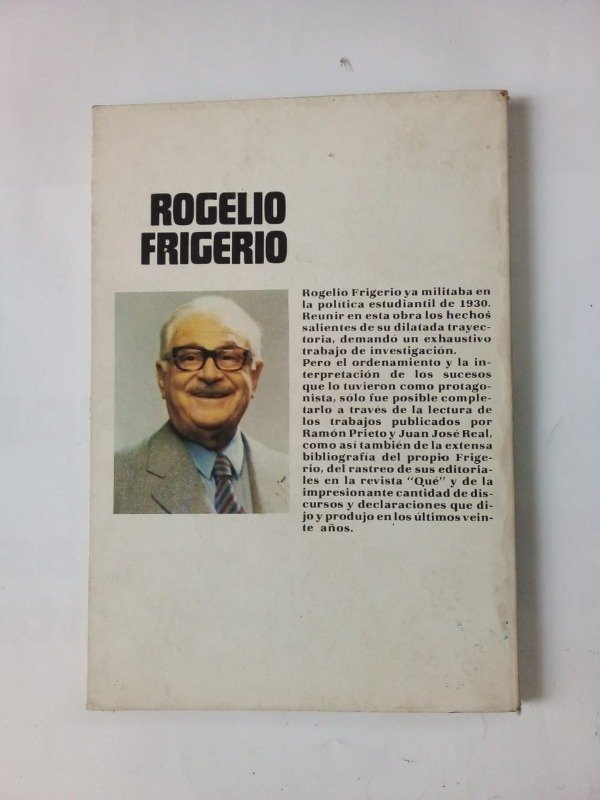 ROGELIO
FRIGERIO
Rogelio Frigerio ya militaba en
la política estudiantil de 1930.
Reunir en esta obra los hechos
salientes de su dilatada trayec-
toria, demando un exhaustivo
trabajo de investigación.
Pero el ordenamiento y la in-
terpretación de los sucesos
que lo tuvieron como protago-
nista, sólo fue posible comple-
tarlo a través de la lectura de
los trabajos publicados por
Ramón Prieto y Juan José Real,
como así también de la extensa
bibliografía del propio Frige-
rio, del rastreo de sus editoria-
les en la revista "Qué" y de la
impresionante cantidad de dis-
cursos y declaraciones que di-
jo y produjo en los últimos vein-
te años.